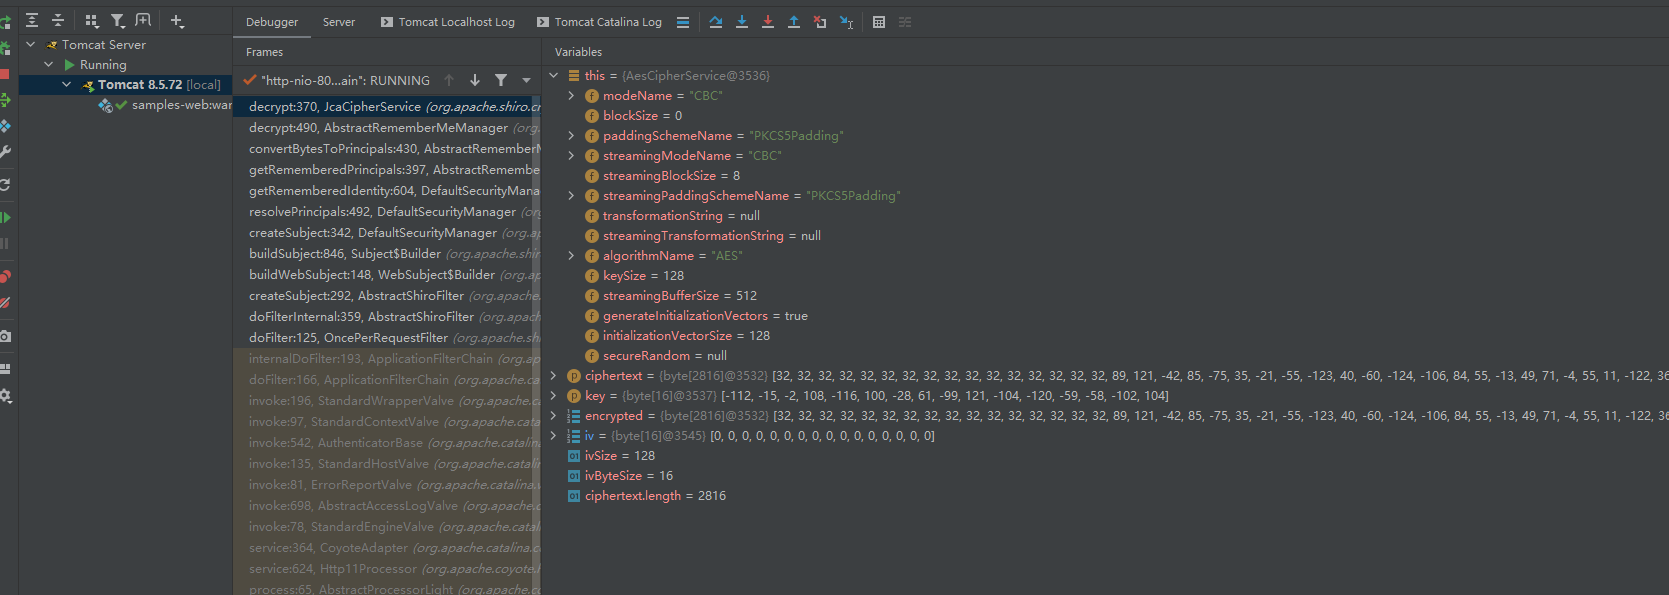 Debugger Server Tomcat Localhost Log Tomcat Catalina Log
Tomcat Server
Running
Tomcat 8.5.72 [local]
samples-web:war
Frames
"http-nio-80...ain": RUNNING
decrypt:370, JcaCipherService (org.apache.shiro.cr
decrypt:490, AbstractRememberMeManager (org.
convertBytesToPrincipals:430, AbstractRememberM
getRememberedPrincipals:397, AbstractRemembe
getRememberedIdentity:604, DefaultSecurityMana
resolvePrincipals:492, DefaultSecurityManager (org
createSubject:342, DefaultSecurityManager (org.ap
buildSubject:846, Subject$Builder (org.apache.shir
buildWebSubject:148, WebSubject$Builder (org.ap
createSubject:292, AbstractShiroFilter (org.apache.
doFilterInternal:359, AbstractShiroFilter (org.apach
doFilter:125, OncePerRequestFilter (org.apache.shi
internalDoFilter:193, ApplicationFilterChain (org.ap
doFilter:166, ApplicationFilterChain (org.apache.ca
invoke:196, StandardWrapperValve (org.apache.ca
invoke:97, StandardContextValve (org.apache.catal
invoke:542, AuthenticatorBase (org.apache.catalina
invoke:135, StandardHostValve (org.apache.catalin
invoke:81, ErrorReportValve (org.apache.catalina.v
invoke:698, AbstractAccessLogValve (org.apache.c
invoke:78, StandardEngineValve (org.apache.catal
service:364, CoyoteAdapter (org.apache.catalina.c
service:624, Http11Processor (org.apache.coyote.h
process:65, AbstractProcessorLight (org.apache.co
Variables
this = {AesCipherService@3536}
modeName = "CBC"
blockSize = 0
paddingSchemeName = "PKCS5Padding"
streamingModeName = "CBC"
streamingBlockSize = 8
streamingPaddingSchemeName = "PKCS5Padding"
transformationString = null
streamingTransformationString = null
algorithmName = "AES"
keySize = 128
streamingBufferSize = 512
generateInitializationVectors = true
initializationVectorSize = 128
secureRandom = null
ciphertext = {byte[2816]@3532} [32, 32, 32, 32, 32, 32, 32, 32, 32, 32, 32, 32, 32, 32, 32, 32, 89, 121, -42, 85, -75, 35, -21, -55, -123, 40, -60, -124, -106, 84, 55, -13, 49, 71, -4, 55, 11, -122, 36
key = {byte[16]@3537} [-112, -15, -2, 108, -116, 100, -28, 61, -99, 121, -104, -120, -59, -58, -102, 104]
encrypted = {byte[2816]@3532} [32, 32, 32, 32, 32, 32, 32, 32, 32, 32, 32, 32, 32, 32, 32, 32, 89, 121, -42, 85, -75, 35, -21, -55, -123, 40, -60, -124, -106, 84, 55, -13, 49, 71, -4, 55, 11, -122, 36
iv = {byte[16]@3545} [0, 0, 0, 0, 0, 0, 0, 0, 0, 0, 0, 0, 0, 0, 0, 0]
ivSize = 128
ivByteSize = 16
ciphertext.length = 2816